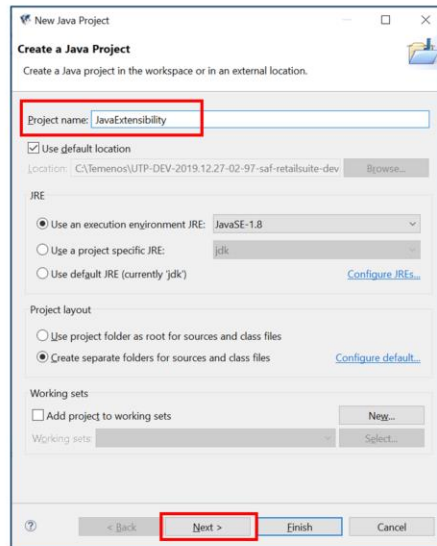 New Java Project
Create a Java Project
Create a Java project in the workspace or in an external location.
Project name: JavaExtensibility
Use default location
Location: C:\Temenos\UTP-DEV-2019.12.27-02-97-saf-retailsuite-dev Browse...
JRE
Use an execution environment JRE: JavaSE-1.8
Use a project specific JRE: jdk
Use default JRE (currently 'jdk') Configure JREs...
Project layout
Use project folder as root for sources and class files
Create separate folders for sources and class files Configure default...
Working sets
Add project to working sets New...
Working sets: Select...
? < Back Next > Finish Cancel